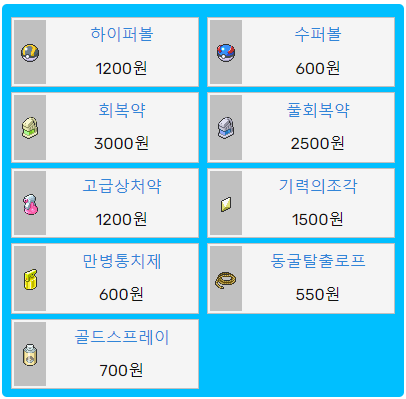 하이퍼볼
1200원
수퍼볼
600원
회복약
3000원
풀회복약
2500원
고급상처약
1200원
기력의조각
1500원
만병통치제
600원
동굴탈출로프
550원
골드스프레이
700원